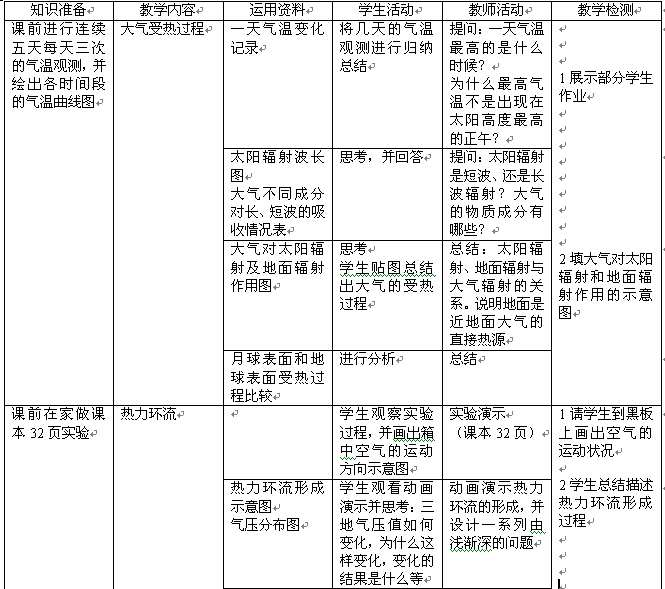 知识准备 教学内容 运用资料 学生活动 教师活动 教学检测
课前进行连续
五天每天三次
的气温观测，并
绘出各时间段
的气温曲线图
大气受热过程
一天气温变化
记录
将几天的气温
观测进行归纳
总结
提问：一天气温
最高的是什么
时候？
为什么最高气
温不是出现在
太阳高度最高
的正午？
1 展示部分学生
作业
太阳辐射波长
图
大气不同成分
对长、短波的吸
收情况表
思考，并回答
提问：太阳辐射
是短波、还是长
波辐射？大气
的物质成分有
哪些？
大气对太阳辐
射及地面辐射
作用图
思考
学生贴图总结
出大气的受热
过程
总结：太阳辐
射、地面辐射与
大气辐射的关
系。说明地面是
近地面大气的
直接热源
2 填大气对太阳
辐射和地面辐
射作用的示意
图
月球表面和地
球表面受热过
程比较
进行分析
总结
课前在家做课
本 32 页实验
热力环流
学生观察实验
过程，并画出箱
中空气的运动
方向示意图
实验演示
（课本 32 页）
1 请学生到黑板
上画出空气的
运动状况
热力环流形成
示意图
气压分布图
学生观看动画
演示并思考：三
地气压值如何
变化，为什么这
样变化，变化的
结果是什么等
动画演示热力
环流的形成，并
设计一系列由
浅渐深的问题
2 学生总结描述
热力环流形成
过程